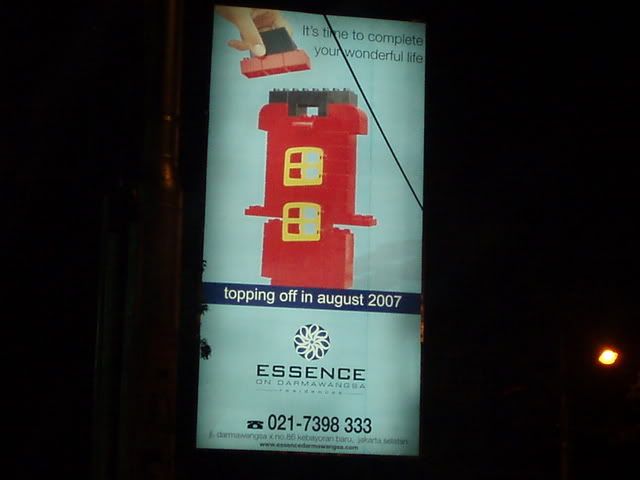 It's time to complete
your wonderful life
topping off in august 2007
ESSENCE
ON DARMAWANGSA
residences
021-7398 333
jl. darmawangsa x no.86 kebayoran baru, jakarta selatan
www.essencedarmawangsa.com